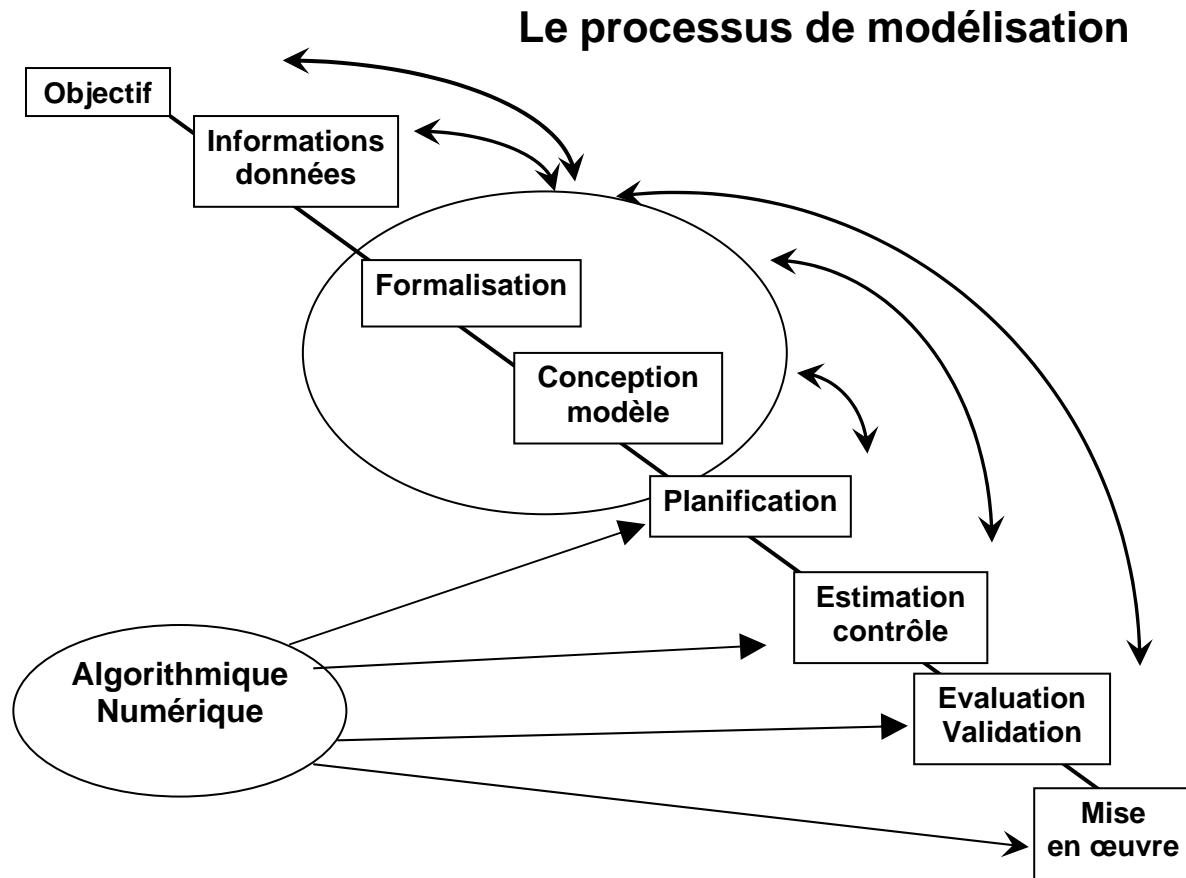 Le processus de modélisation
Objectif
Informations
données
Formalisation
Conception
modèle
Planification
Estimation
contrôle
Algorithmique
Numérique
Evaluation
Validation
Mise
en œuvre